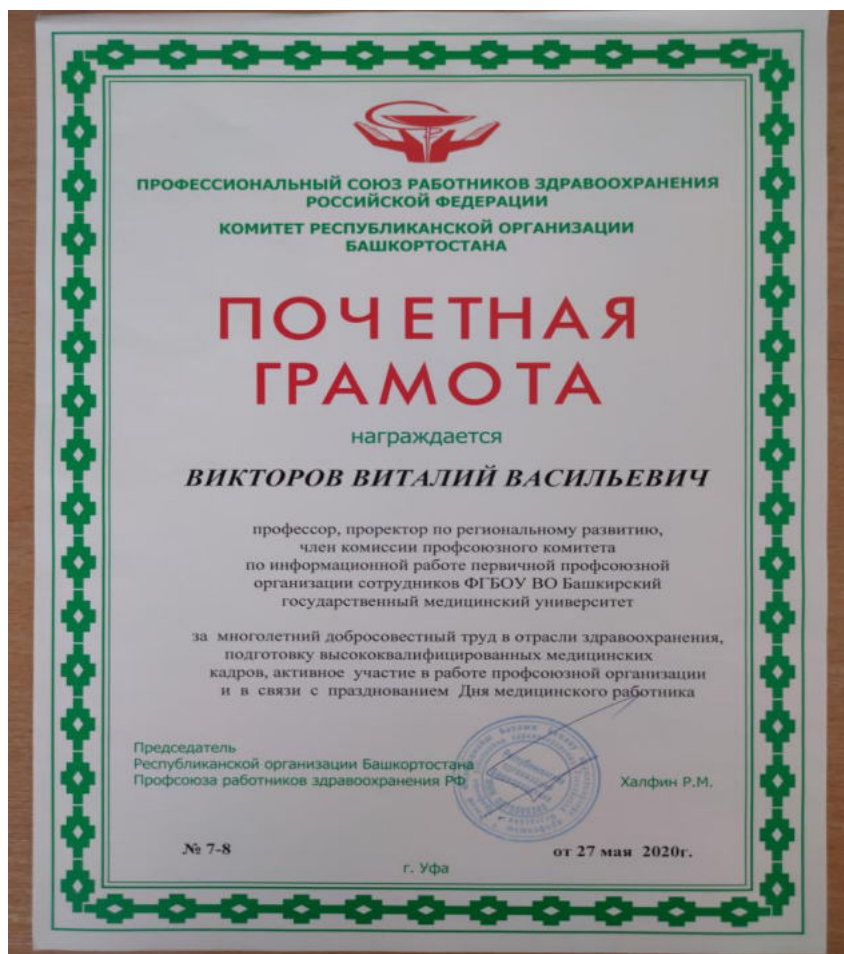 ПРОФЕССИОНАЛЬНЫЙ СОЮЗ РАБОТНИКОВ ЗДРАВООХРАНЕНИЯ
РОССИЙСКОЙ ФЕДЕРАЦИИ
КОМИТЕТ РЕСПУБЛИКАНСКОЙ ОРГАНИЗАЦИИ
БАШКОРТОСТАНА
ПОЧЕТНАЯ
ГРАМОТА
награждается
ВИКТОРОВ ВИТАЛИЙ ВАСИЛЬЕВИЧ
профессор, проректор по региональному развитию,
член комиссии профсоюзного комитета
по информационной работе первичной профсоюзной
организации сотрудников ФГБОУ ВО Башкирский
государственный медицинский университет
за многолетний добросовестный труд в отрасли здравоохранения,
подготовку высококвалифицированных медицинских
кадров, активное участие в работе профсоюзной организации
и в связи с празднованием Дня медицинского работника
Председатель
Республиканской организации Башкортостана
Профсоюза работников здравоохранения РФ
Халфин Р.М.
№ 7-8
от 27 мая 2020г.
г. Уфа